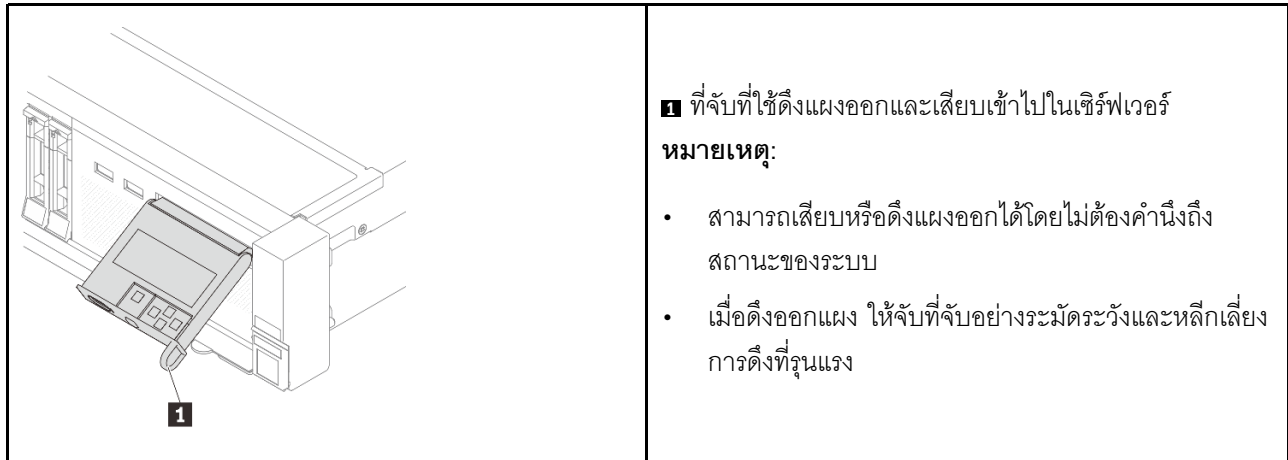 1 ที่จับที่ใช้ดึงแผงออกและเสียบเข้าไปในเซิร์ฟเวอร์
หมายเหตุ:
• สามารถเสียบหรือดึงแผงออกได้โดยไม่ต้องคำนึงถึง
สถานะของระบบ
• เมื่อดึงออกแผง ให้จับที่จับอย่างระมัดระวังและหลีกเลี่ยง
การดึงที่รุนแรง
1